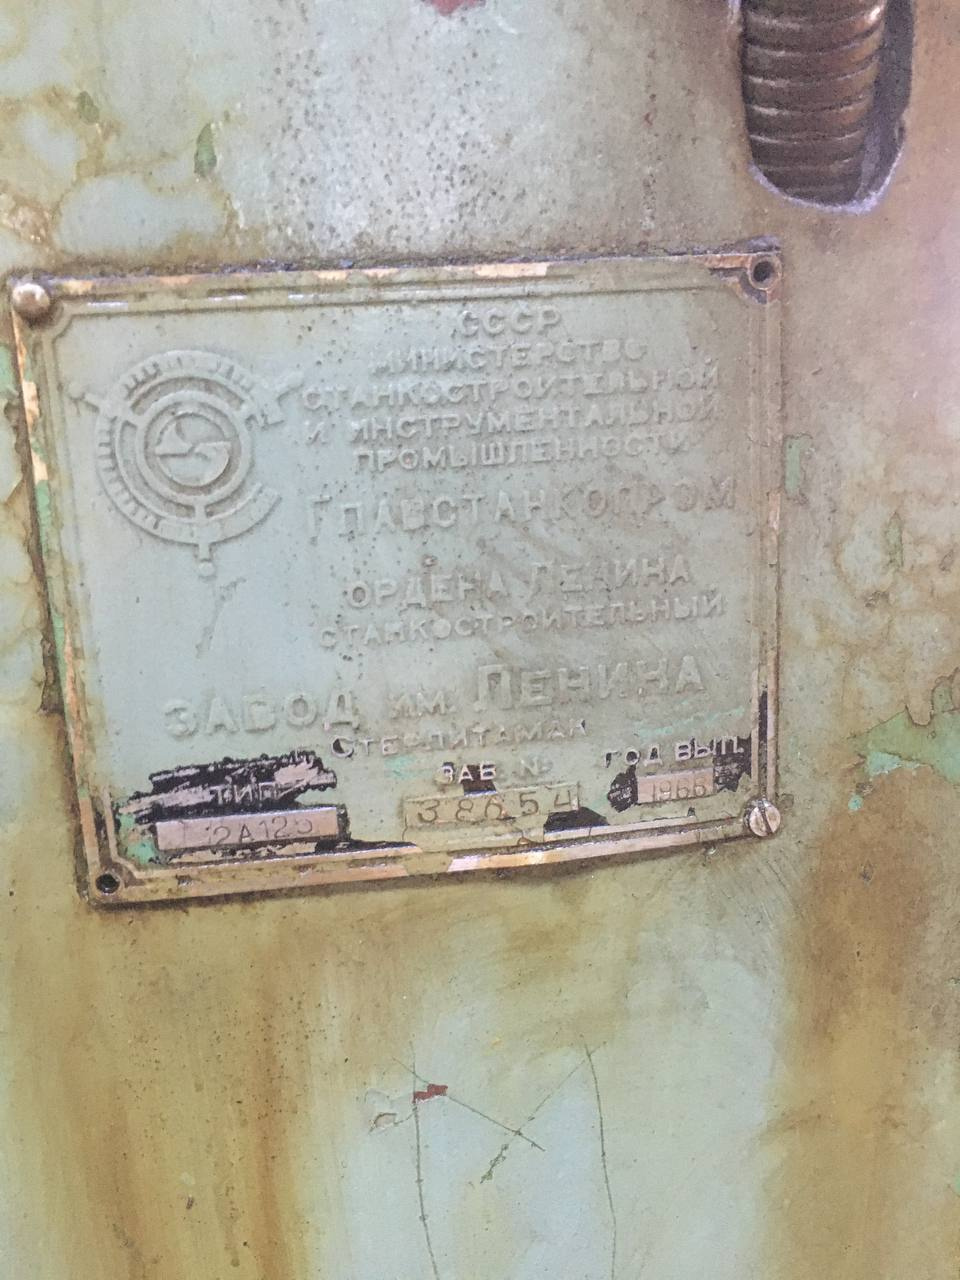 СССР
МИНИСТЕРСТВО
СТАНКОСТРОИТЕЛЬНОЙ
И ИНСТРУМЕНТАЛЬНОЙ
ПРОМЫШЛЕННОСТИ
ГЛАВСТАНКОПРОМ
ОРДЕНА ЛЕНИНА
СТАНКОСТРОИТЕЛЬНЫЙ
ЗАВОД ИМ. ЛЕНИНА
СТЕРЛИТАМАК
ТИП ЗАВ. № ГОД ВЫП.
2А125 38654 1966